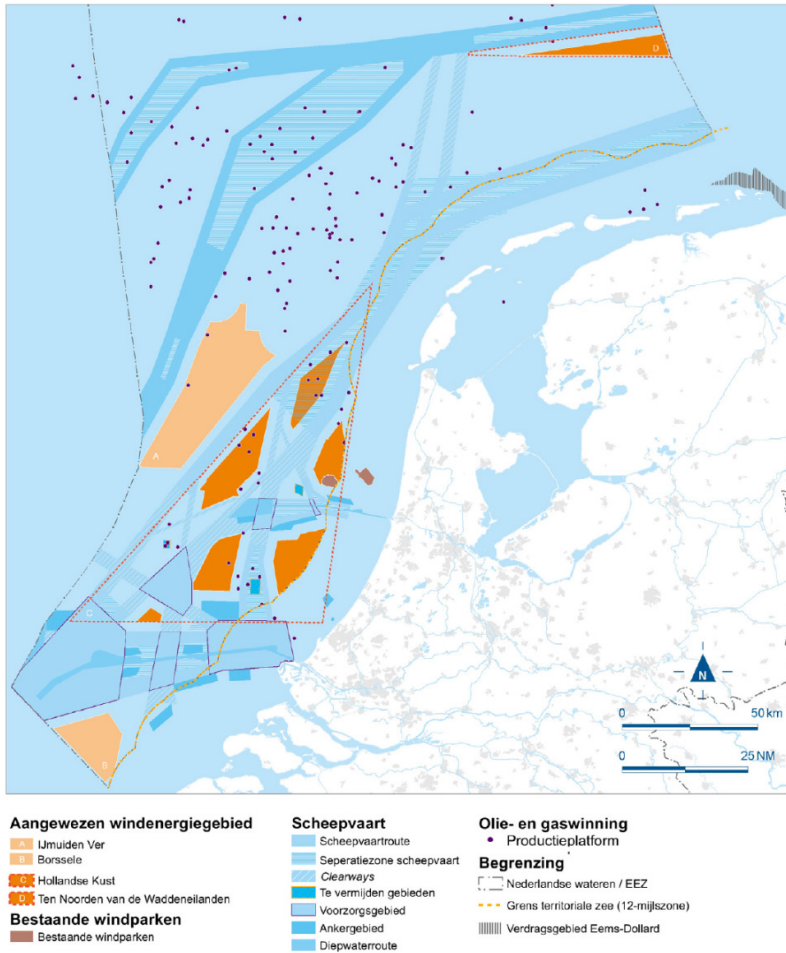 D
A
C
B
N
0 50 km
0 25 NM
Aangewezen windenergiegebied
A IJmuiden Ver
B Borssele
C Hollandse Kust
D Ten Noorden van de Waddeneilanden
Bestaande windparken
Bestaande windparken
Scheepvaart
Scheepvaartroute
Seperatiezone scheepvaart
Clearways
Te vermijden gebieden
Voorzorgsgebied
Ankergebied
Diepwaterroute
Olie- en gaswinning
Productieplatform
Begrenzing
Nederlandse wateren / EEZ
Grens territoriale zee (12-mijlszone)
Verdragsgebied Eems-Dollard